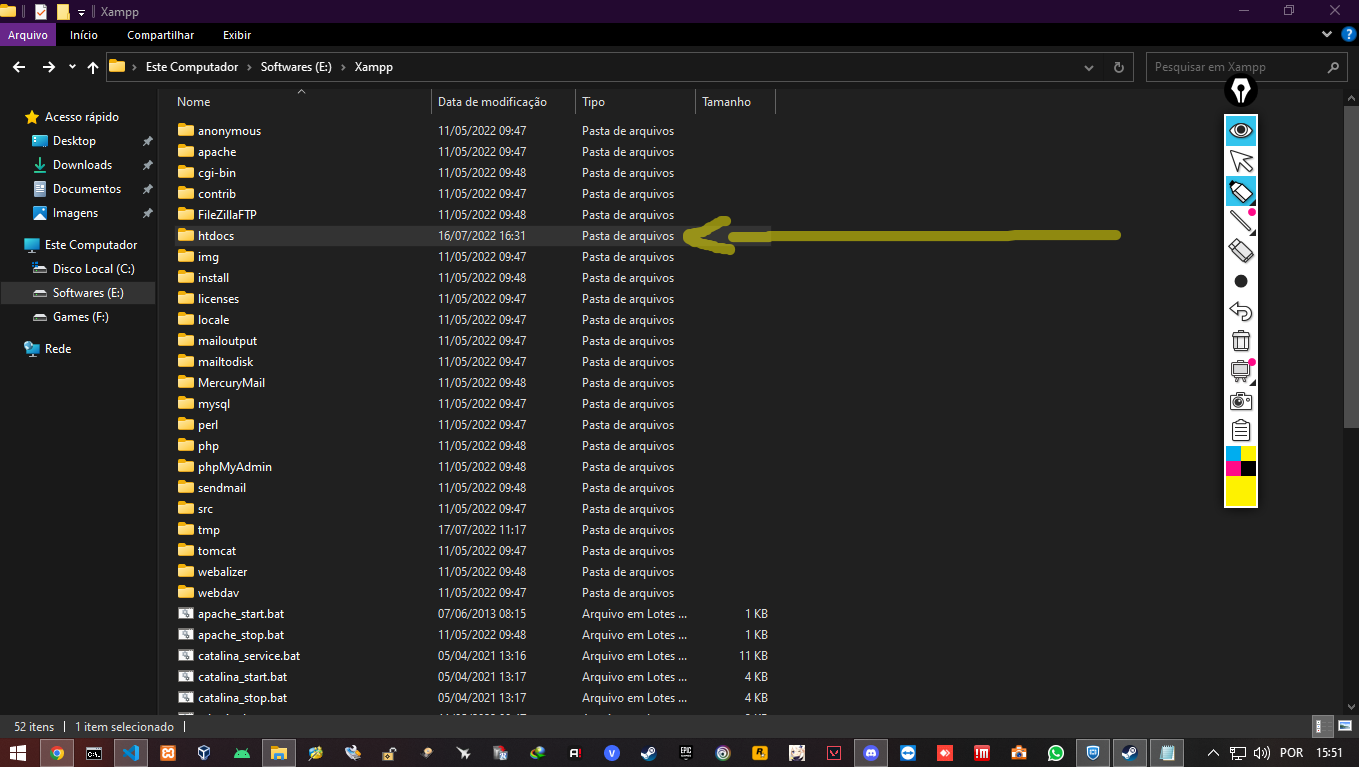 Xampp
Arquivo Início Compartilhar Exibir
Este Computador Softwares (E:) Xampp
Pesquisar em Xampp
Nome Data de modificação Tipo Tamanho
Acesso rápido
Desktop
Downloads
Documentos
Imagens
Este Computador
Disco Local (C:)
Softwares (E:)
Games (F:)
Rede
anonymous 11/05/2022 09:47 Pasta de arquivos
apache 11/05/2022 09:47 Pasta de arquivos
cgi-bin 11/05/2022 09:48 Pasta de arquivos
contrib 11/05/2022 09:47 Pasta de arquivos
FileZillaFTP 11/05/2022 09:48 Pasta de arquivos
htdocs 16/07/2022 16:31 Pasta de arquivos
img 11/05/2022 09:47 Pasta de arquivos
install 11/05/2022 09:48 Pasta de arquivos
licenses 11/05/2022 09:47 Pasta de arquivos
locale 11/05/2022 09:47 Pasta de arquivos
mailoutput 11/05/2022 09:47 Pasta de arquivos
mailtodisk 11/05/2022 09:47 Pasta de arquivos
MercuryMail 11/05/2022 09:48 Pasta de arquivos
mysql 11/05/2022 09:47 Pasta de arquivos
perl 11/05/2022 09:47 Pasta de arquivos
php 11/05/2022 09:48 Pasta de arquivos
phpMyAdmin 11/05/2022 09:48 Pasta de arquivos
sendmail 11/05/2022 09:48 Pasta de arquivos
src 11/05/2022 09:47 Pasta de arquivos
tmp 17/07/2022 11:17 Pasta de arquivos
tomcat 11/05/2022 09:47 Pasta de arquivos
webalizer 11/05/2022 09:48 Pasta de arquivos
webdav 11/05/2022 09:47 Pasta de arquivos
apache_start.bat 07/06/2013 08:15 Arquivo em Lotes ... 1 KB
apache_stop.bat 11/05/2022 09:48 Arquivo em Lotes ... 1 KB
catalina_service.bat 05/04/2021 13:16 Arquivo em Lotes ... 11 KB
catalina_start.bat 05/04/2021 13:17 Arquivo em Lotes ... 4 KB
catalina_stop.bat 05/04/2021 13:17 Arquivo em Lotes ... 4 KB
52 itens 1 item selecionado
POR 15:51